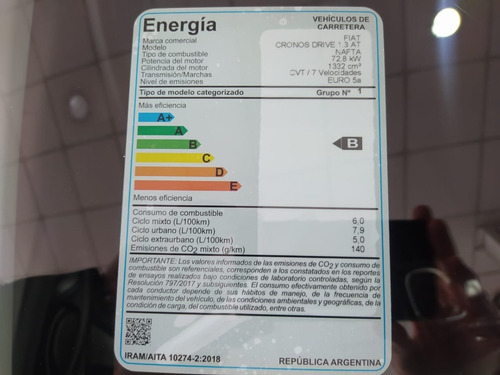 Energía
VEHÍCULOS DE
CARRETERA
Marca comercial FIAT
Modelo CRONOS DRIVE 1.3 AT
Tipo de combustible NAFTA
Potencia del motor 72,8 kW
Cilindrada del motor 1332 cm³
Transmisión/Marchas CVT / 7 Velocidades
Nivel de emisiones EURO 5a
Tipo de modelo categorizado Grupo N° 1
Más eficiencia
A+
A
B B
C
D
E
Menos eficiencia
Consumo de combustible
Ciclo mixto (L/100km) 6,0
Ciclo urbano (L/100km) 7,9
Ciclo extraurbano (L/100km) 5,0
Emisiones de CO2 mixto (g/km) 140
IMPORTANTE: Los valores informados de las emisiones de CO2 y consumo de
combustible son referenciales, corresponden a los constatados en los reportes
de ensayos realizados bajo condiciones de laboratorio controladas, según la
Resolución 797/2017 y subsiguientes. El consumo efectivamente obtenido por
cada conductor depende de sus hábitos de manejo, de la frecuencia de
mantenimiento del vehículo, de las condiciones ambientales y geográficas, de la
condición de carga, del combustible utilizado, entre otras.
IRAM/AITA 10274-2:2018 REPÚBLICA ARGENTINA